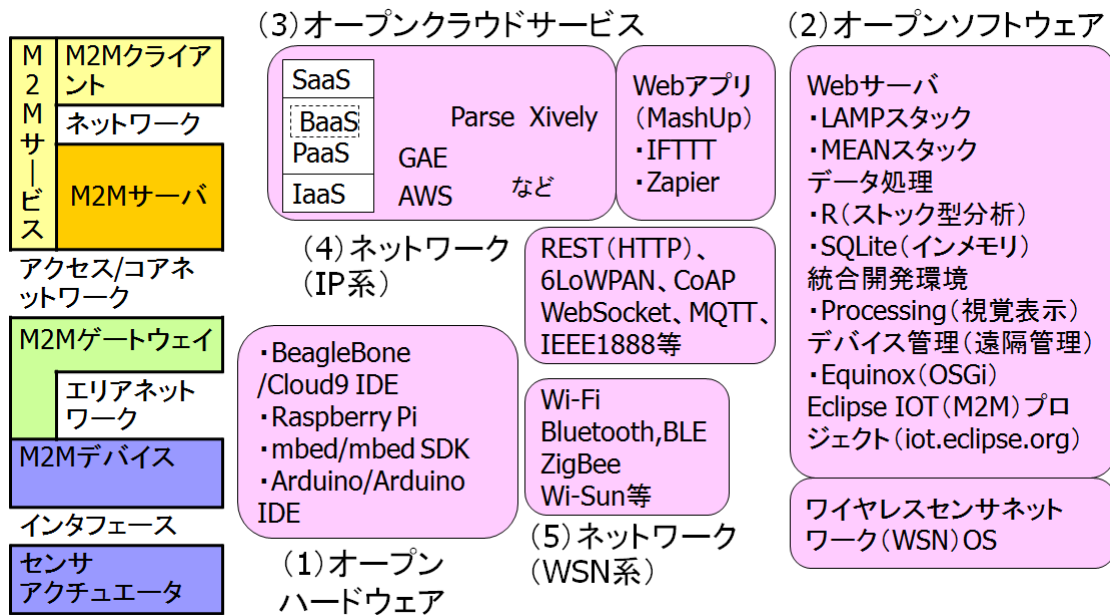 (3)オープンクラウドサービス
(2)オープンソフトウェア
M2Mサービス
M2Mクライア
ント
ネットワーク
M2Mサーバ
アクセス/コアネ
ットワーク
M2Mゲートウェイ
エリアネット
ワーク
M2Mデバイス
インタフェース
センサ
アクチュエータ
SaaS
BaaS
PaaS
IaaS
Parse Xively
GAE
AWS
など
Webアプリ
(MashUp)
・IFTTT
・Zapier
(4)ネットワーク
(IP系)
REST(HTTP)、
6LoWPAN、CoAP
WebSocket、MQTT、
IEEE1888等
・BeagleBone
/Cloud9 IDE
・Raspberry Pi
・mbed/mbed SDK
・Arduino/Arduino
IDE
(1)オープン
ハードウェア
Wi-Fi
Bluetooth,BLE
ZigBee
Wi-Sun等
(5)ネットワーク
(WSN系)
Webサーバ
・LAMPスタック
・MEANスタック
データ処理
・R(ストック型分析)
・SQLite(インメモリ)
統合開発環境
・Processing(視覚表示)
デバイス管理(遠隔管理)
・Equinox(OSGi)
Eclipse IOT(M2M)プロ
ジェクト(iot.eclipse.org)
ワイヤレスセンサネット
ワーク(WSN)OS